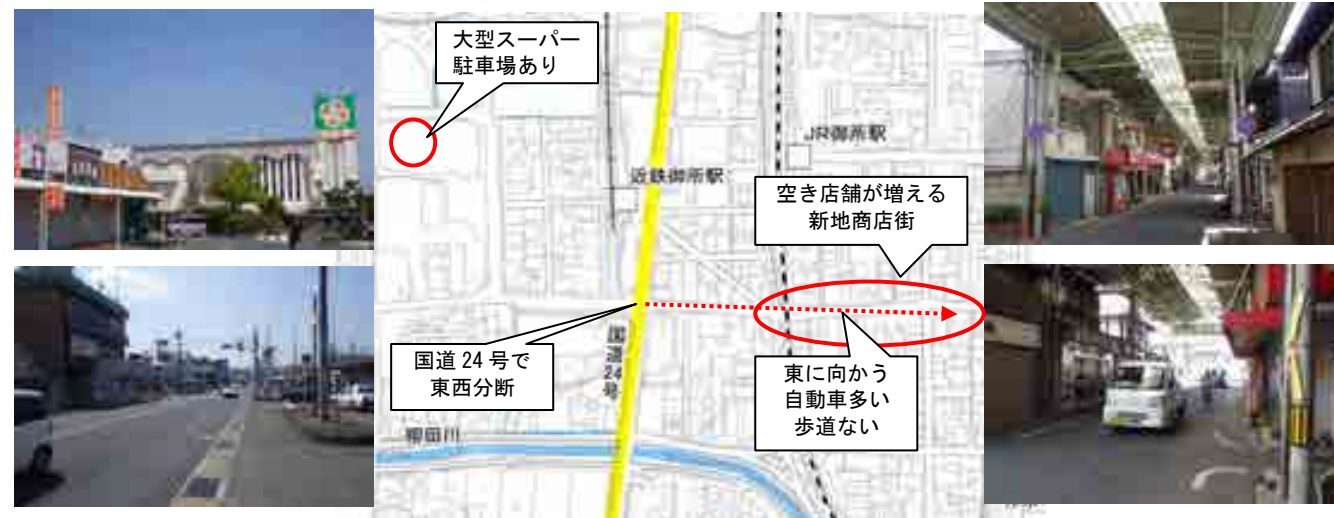 大型スーパー
駐車場あり
JR御所駅
近鉄御所駅
空き店舗が増える
新地商店街
国道24号で
東西分断
国道24号
東に向かう
自動車多い
歩道ない
柳田川